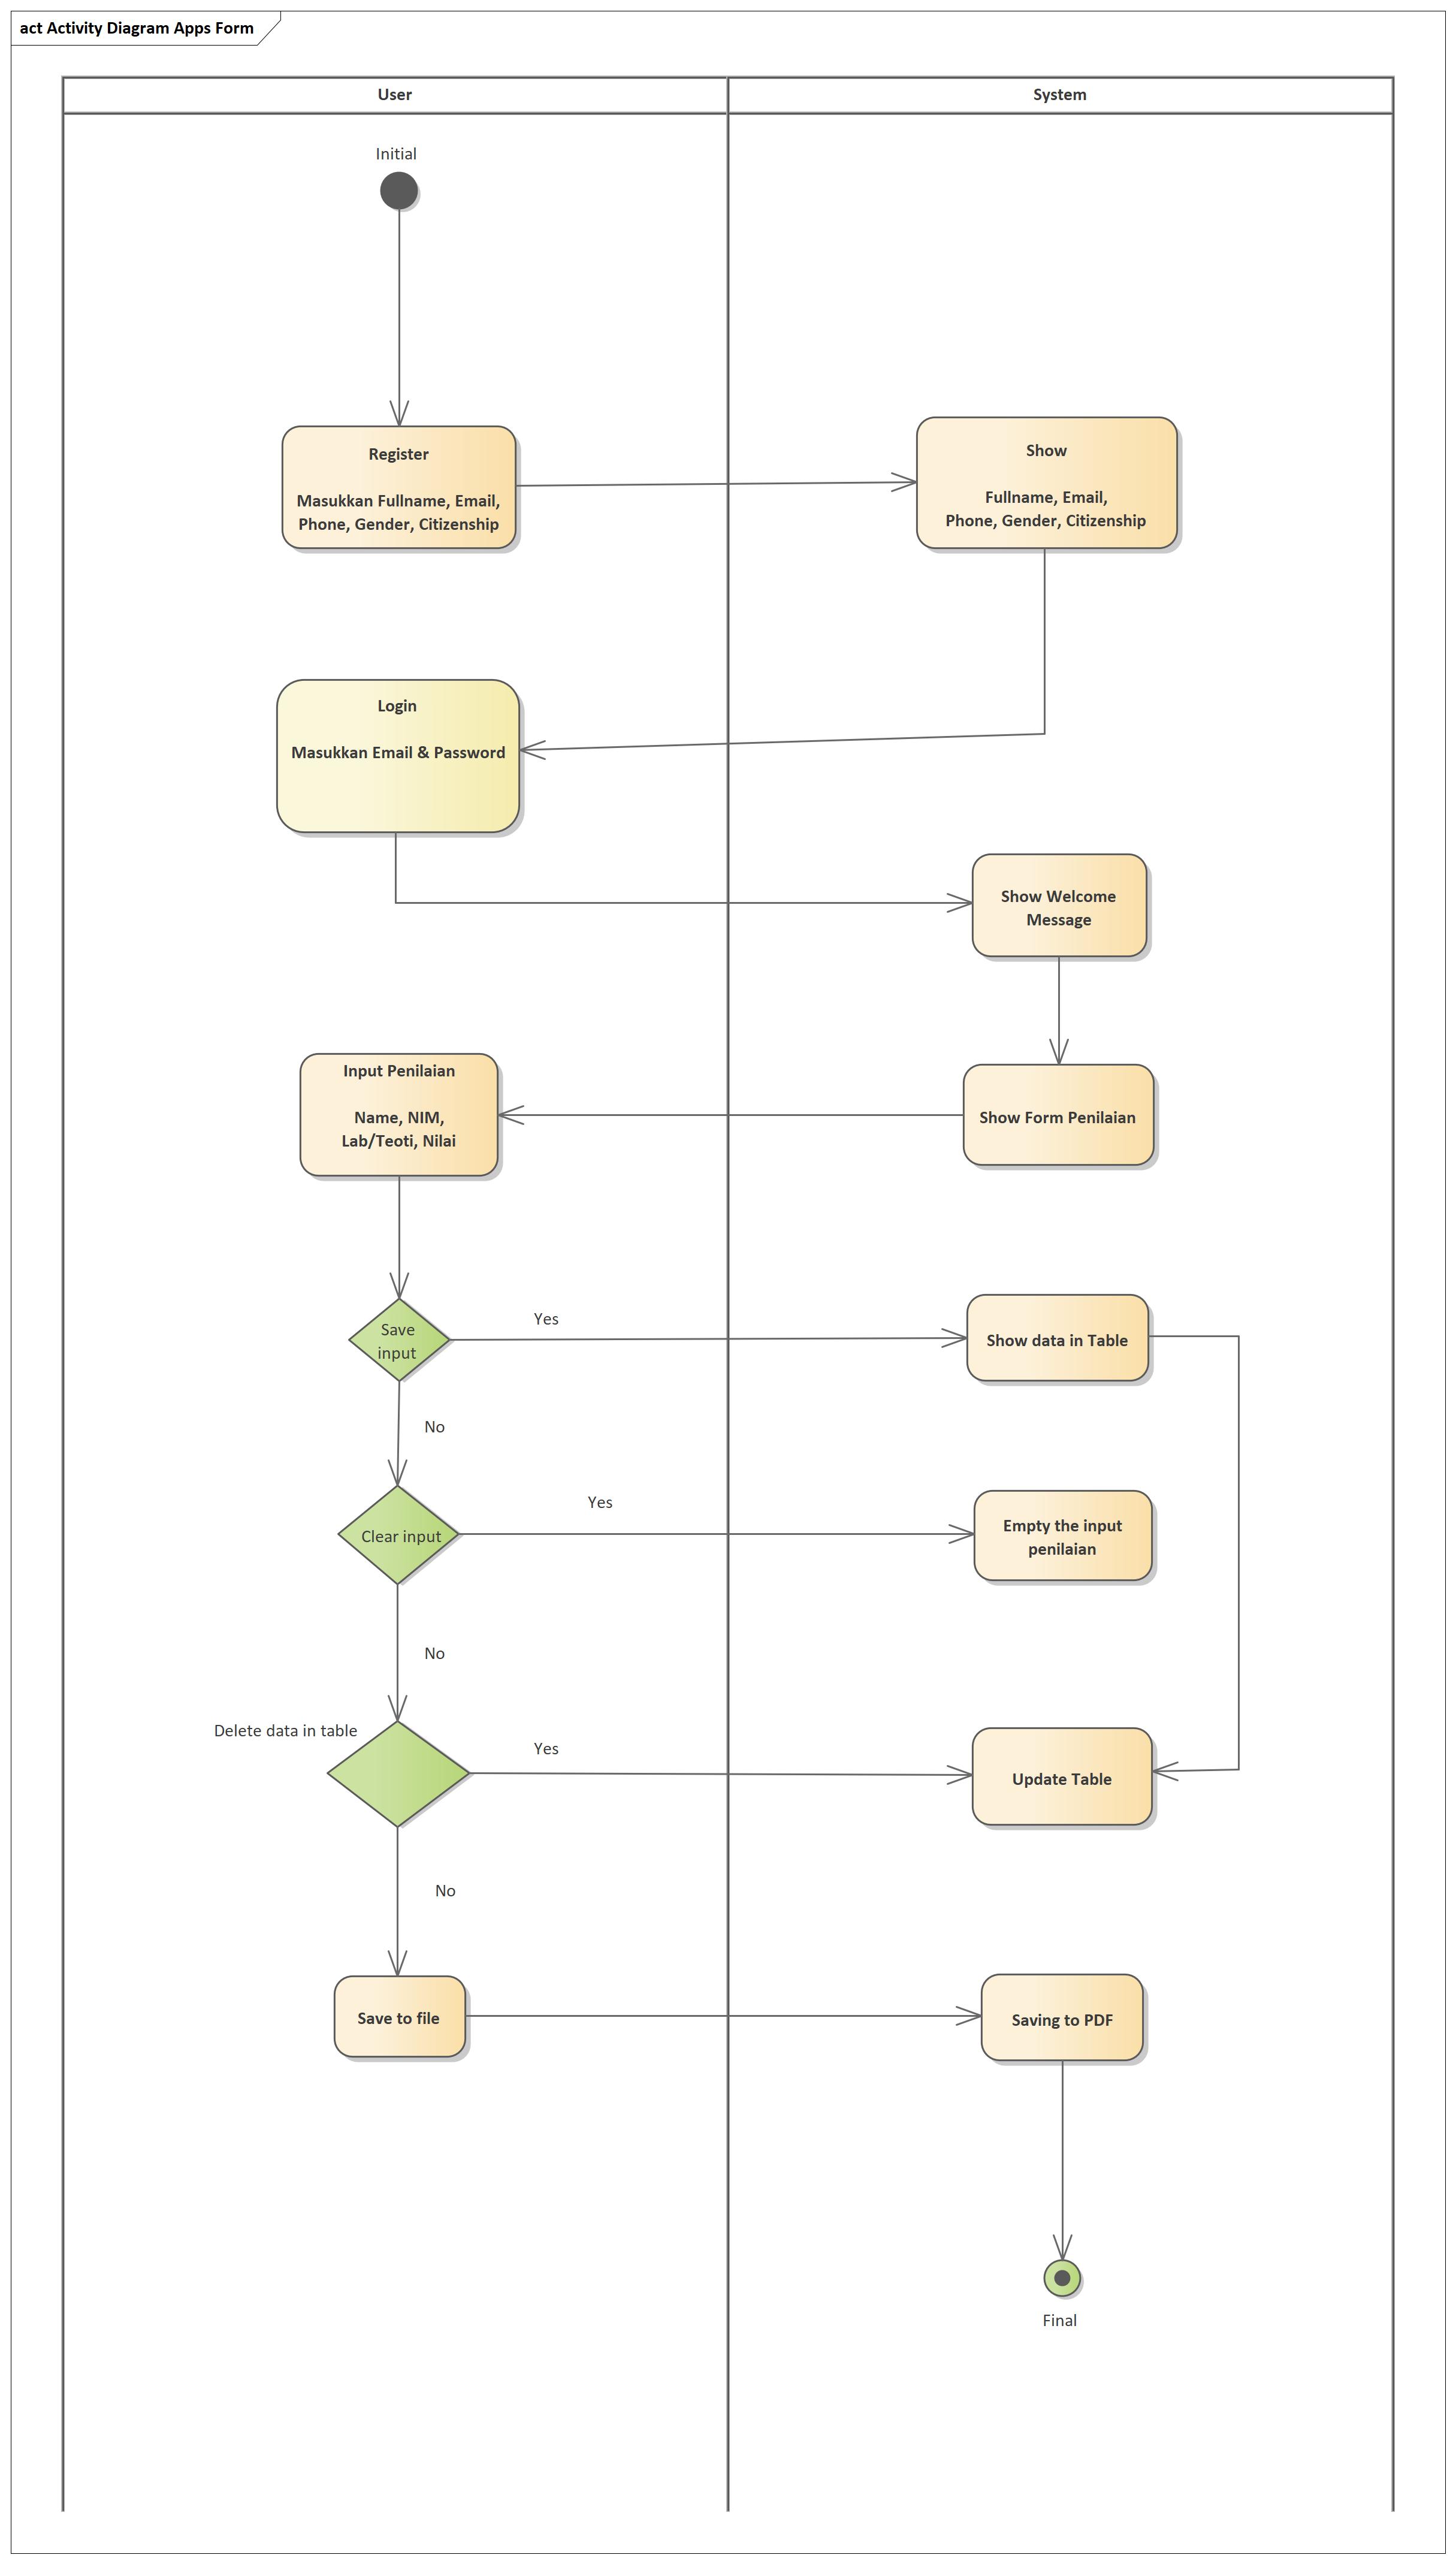 act Activity Diagram Apps Form
User
System
Initial
Register
Masukkan Fullname, Email,
Phone, Gender, Citizenship
Show
Fullname, Email,
Phone, Gender, Citizenship
Login
Masukkan Email & Password
Show Welcome
Message
Input Penilaian
Name, NIM,
Lab/Teoti, Nilai
Show Form Penilaian
Save
input
Yes
Show data in Table
No
Clear input
Yes
Empty the input
penilaian
No
Delete data in table
Yes
Update Table
No
Save to file
Saving to PDF
Final